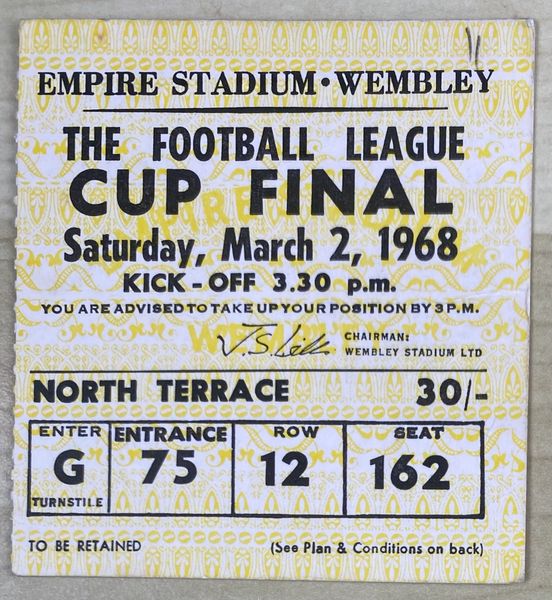 EMPIRE STADIUM • WEMBLEY
THE FOOTBALL LEAGUE
CUP FINAL
Saturday, March 2, 1968
KICK - OFF 3.30 p.m.
YOU ARE ADVISED TO TAKE UP YOUR POSITION BY 3 P.M.
CHAIRMAN:
WEMBLEY STADIUM LTD
NORTH TERRACE 30/-
ENTER ENTRANCE ROW SEAT
G 75 12 162
TURNSTILE
TO BE RETAINED (See Plan & Conditions on back)